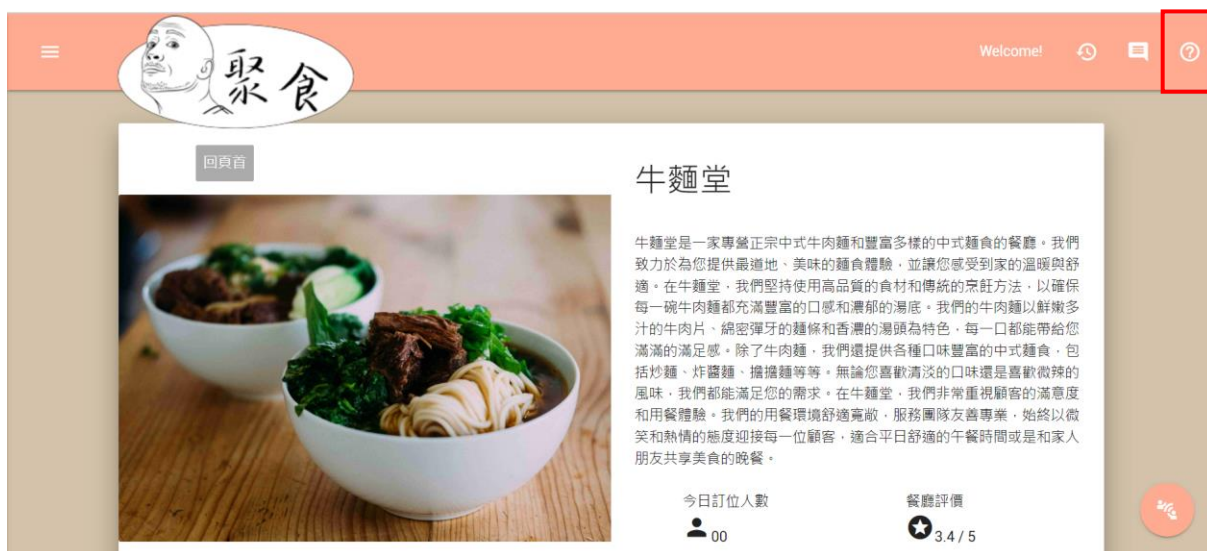 聚食
Welcome!
回頁首
牛麵堂
牛麵堂是一家專營正宗中式牛肉麵和豐富多樣的中式麵食的餐廳。我們
致力於為您提供最道地、美味的麵食體驗，並讓您感受到家的溫暖與舒
適。在牛麵堂，我們堅持使用高品質的食材和傳統的烹飪方法，以確保
每一碗牛肉麵都充滿豐富的口感和濃郁的湯底。我們的牛肉麵以鮮嫩多
汁的牛肉片、綿密彈牙的麵條和香濃的湯頭為特色，每一口都能帶給您
滿滿的滿足感。除了牛肉麵，我們還提供各種口味豐富的中式麵食，包
括炒麵、炸醬麵、擔擔麵等等。無論您喜歡清淡的口味還是喜歡微辣的
風味，我們都能滿足您的需求。在牛麵堂，我們非常重視顧客的滿意度
和用餐體驗。我們的用餐環境舒適寬敞，服務團隊友善專業，始終以微
笑和熱情的態度迎接每一位顧客，適合平日舒適的午餐時間或是和家人
朋友共享美食的晚餐。
今日訂位人數
00
餐廳評價
3.4 / 5